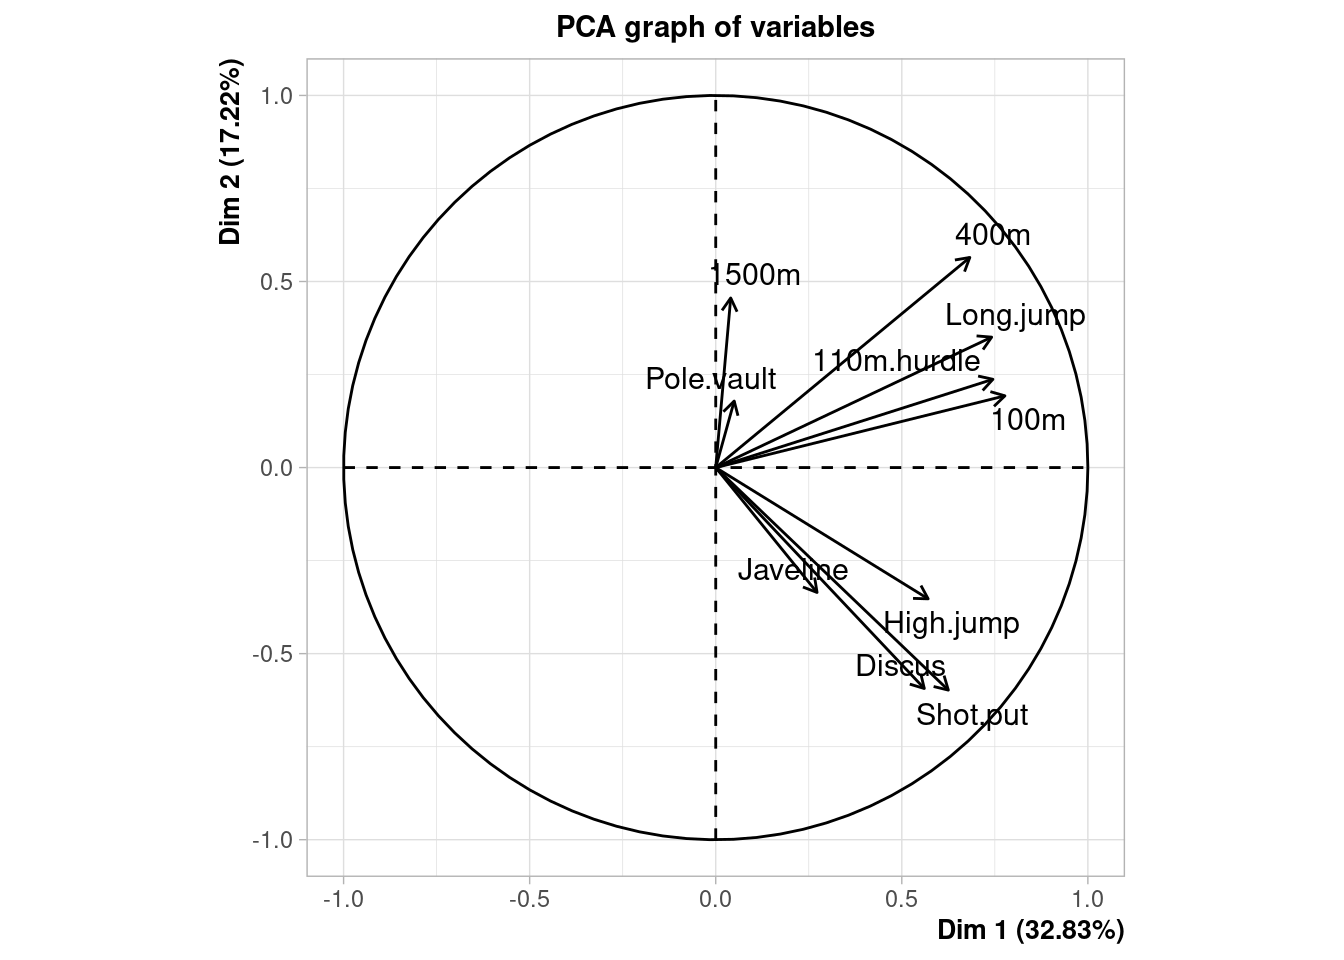 PCA graph of variables
Dim 2 (17.22%)
1.0
0.5
0.0
-0.5
-1.0
400m
1500m
Long.jump
110m.hurdle
Pole.vault
100m
Javeline
High.jump
Discus
Shot.put
-1.0
-0.5
0.0
0.5
1.0
Dim 1 (32.83%)